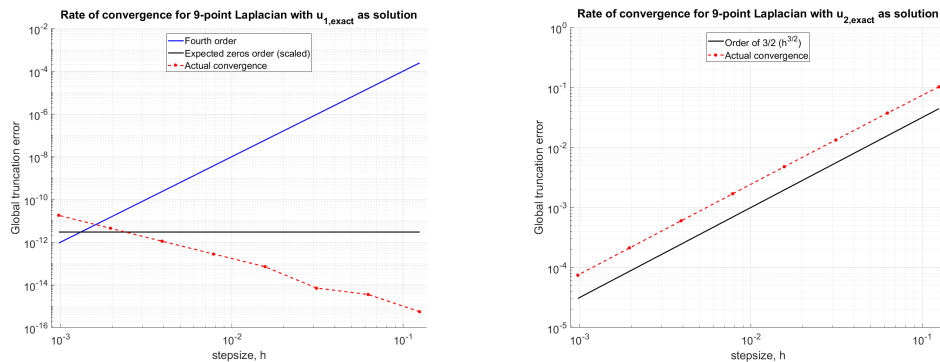 Rate of convergence for 9-point Laplacian with u1,exact as solution
10^-2
10^-4
10^-6
10^-8
10^-10
10^-12
10^-14
10^-16
Global truncation error
Fourth order
Expected zeros order (scaled)
Actual convergence
10^-3
10^-2
10^-1
stepsize, h
Rate of convergence for 9-point Laplacian with u2,exact as solution
10^0
10^-1
10^-2
10^-3
10^-4
10^-5
Global truncation error
Order of 3/2 (h^3/2)
Actual convergence
10^-3
10^-2
10^-1
stepsize, h